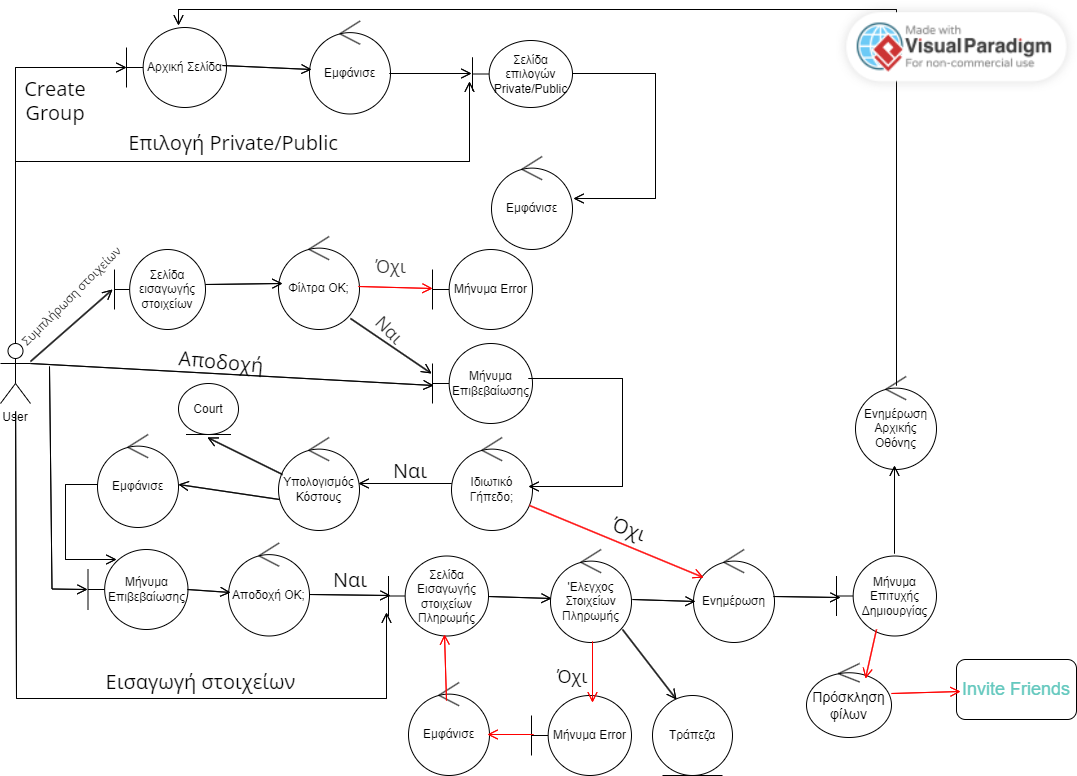 Made with
VisualParadigm
For non-commercial use
Αρχική Σελίδα
Εμφάνισε
Σελίδα
επιλογών
Private/Public
Create
Group
Επιλογή Private/Public
Εμφάνισε
Συμπλήρωση στοιχείων
Σελίδα
εισαγωγής
στοιχείων
Φίλτρα ΟΚ;
Όχι
Μήνυμα Error
Ναι
User
Αποδοχή
Μήνυμα
Επιβεβαίωσης
Court
Ενημέρωση
Αρχικής
Οθόνης
Εμφάνισε
Υπολογισμός
Κόστους
Ναι
Ιδιωτικό
Γήπεδο;
Όχι
Μήνυμα
Επιβεβαίωσης
Αποδοχή ΟΚ;
Ναι
Σελίδα
Εισαγωγής
στοιχείων
Πληρωμής
Έλεγχος
Στοιχείων
Πληρωμής
Ενημέρωση
Μήνυμα
Επιτυχής
Δημιουργίας
Εισαγωγή στοιχείων
Όχι
Εμφάνισε
Μήνυμα Error
Τράπεζα
Πρόσκληση
φίλων
Invite Friends